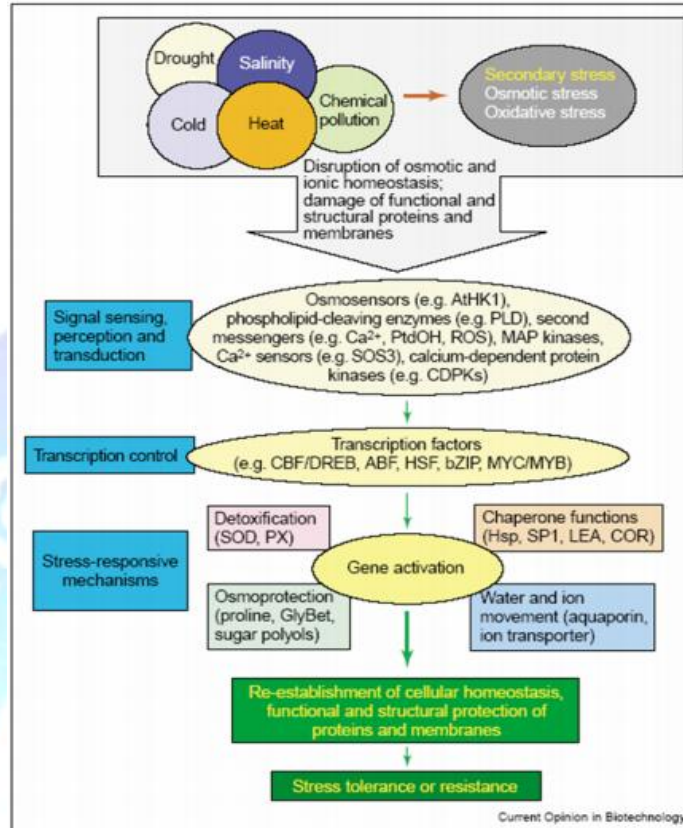 Drought
Salinity
Cold
Heat
Chemical
pollution
Secondary stress
Osmotic stress
Oxidative stress
Disruption of osmotic and
ionic homeostasis;
damage of functional and
structural proteins and
membranes
Signal sensing,
perception and
transduction
Osmosensors (e.g. AtHK1),
phospholipid-cleaving enzymes (e.g. PLD), second
messengers (e.g. Ca²⁺, PtdOH, ROS), MAP kinases,
Ca²⁺ sensors (e.g. SOS3), calcium-dependent protein
kinases (e.g. CDPKs)
Transcription control
Transcription factors
(e.g. CBF/DREB, ABF, HSF, bZIP, MYC/MYB)
Stress-responsive
mechanisms
Detoxification
(SOD, PX)
Chaperone functions
(Hsp, SP1, LEA, COR)
Gene activation
Osmoprotection
(proline, GlyBet,
sugar polyols)
Water and ion
movement (aquaporin,
ion transporter)
Re-establishment of cellular homeostasis,
functional and structural protection of
proteins and membranes
Stress tolerance or resistance
Current Opinion in Biotechnology